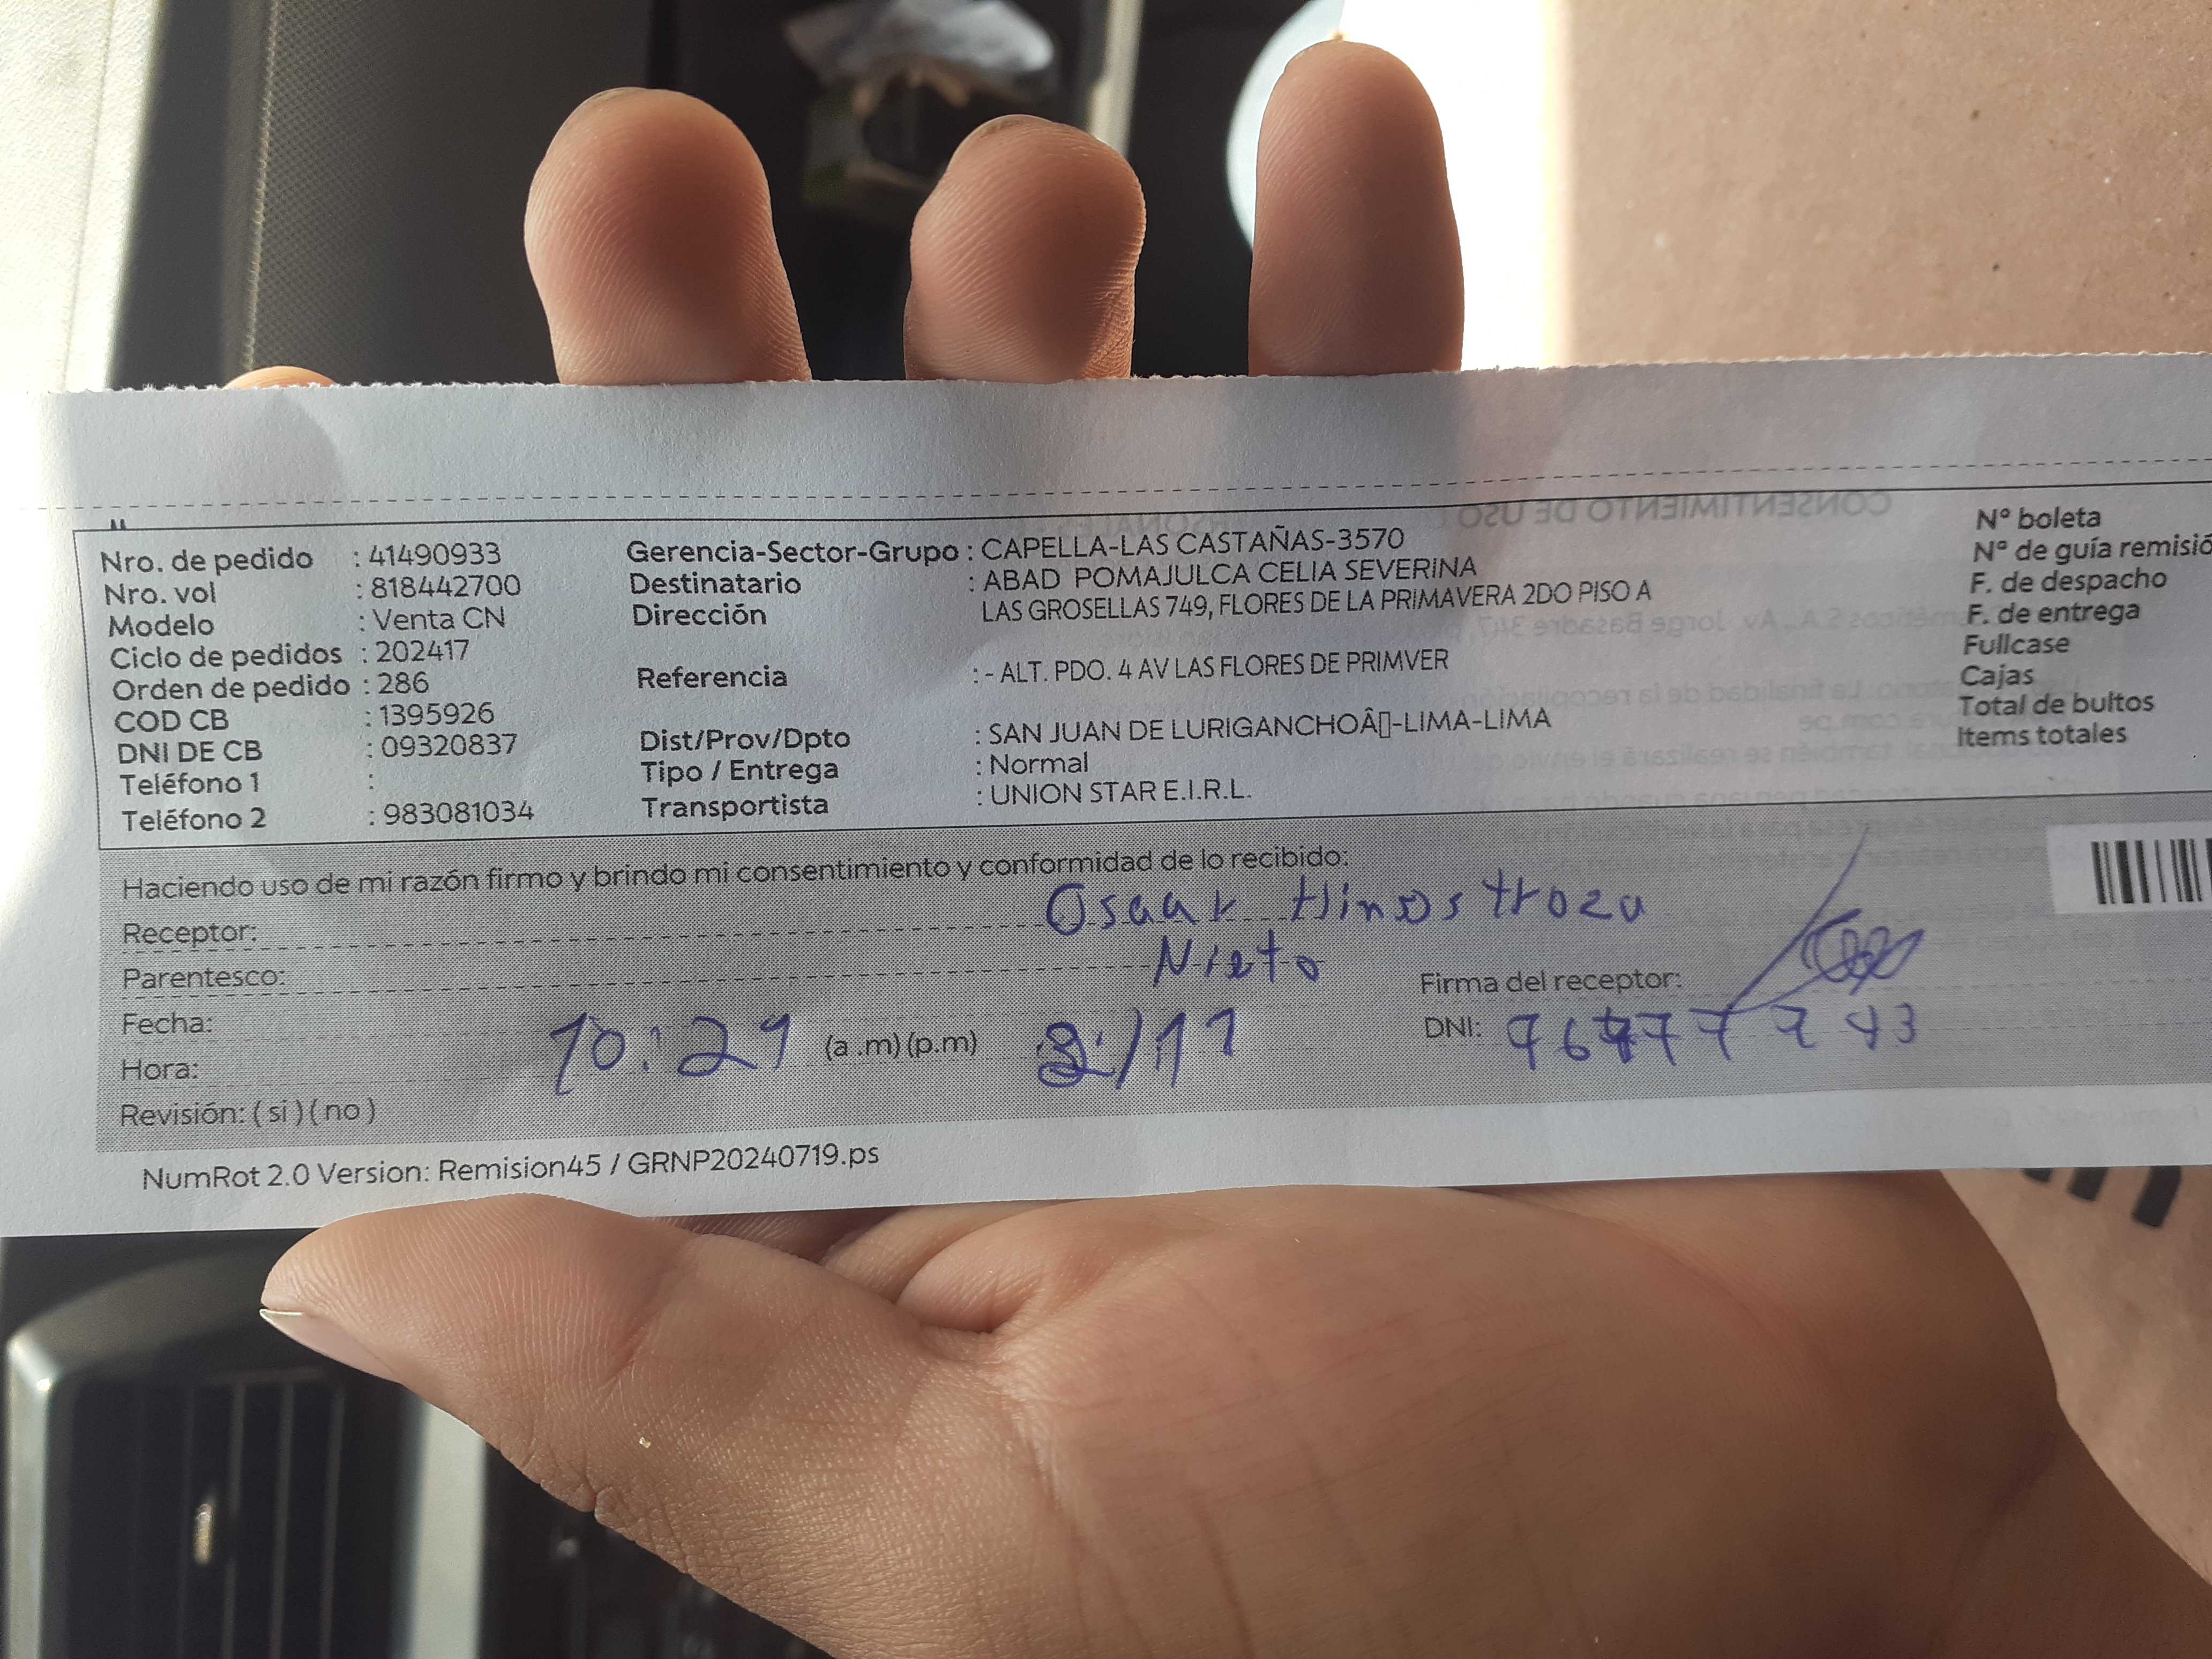 Nro. de pedido : 41490933
Nro. vol : 818442700
Modelo : Venta CN
Ciclo de pedidos : 202417
Orden de pedido : 286
COD CB : 1395926
DNI DE CB : 09320837
Teléfono 1 :
Teléfono 2 : 983081034
Gerencia-Sector-Grupo : CAPELLA-LAS CASTAÑAS-3570
Destinatario : ABAD POMAJULCA CELIA SEVERINA
Dirección LAS GROSELLAS 749, FLORES DE LA PRIMAVERA 2DO PISO A
Referencia : - ALT. PDO. 4 AV LAS FLORES DE PRIMVER
Dist/Prov/Dpto : SAN JUAN DE LURIGANCHOÂ▯-LIMA-LIMA
Tipo / Entrega : Normal
Transportista : UNION STAR E.I.R.L.
N° boleta
N° de guía remisió
F. de despacho
F. de entrega
Fullcase
Cajas
Total de bultos
Items totales
Haciendo uso de mi razón firmo y brindo mi consentimiento y conformidad de lo recibido:
Receptor: Osaar Hinostroza
Parentesco: Nieto
Firma del receptor:
Fecha:
10:29 (a .m) (p.m)
DNI:
Hora:
Revisión: ( si ) ( no )
NumRot 2.0 Version: Remision45 / GRNP20240719.ps